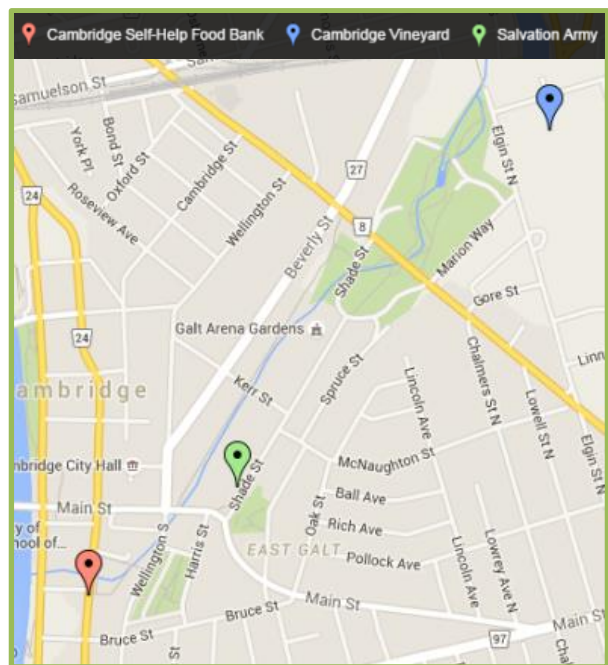 Cambridge Self-Help Food Bank
Cambridge Vineyard
Salvation Army
Samuelson St
York Pl
Bond St
Oxford St
Cambridge St
Wellington St
Roseview Ave
24
27
8
Elgin St N
Beverly St
Shade St
Marion Way
Gore St
24
Galt Arena Gardens
Spruce St
Chalmers St N
Linn
ambridge
Kerr St
Lincoln Ave
Lowell St N
Elgin St N
mbridge City Hall
Shade St
McNaughton St
Main St
Ball Ave
Oak St
Rich Ave
y of
hool of...
Wellington S
Harris St
EAST GALT
Pollock Ave
Lincoln Ave
Lowrey Ave N
Bruce St
Main St
Main St
Bruce St
97
St